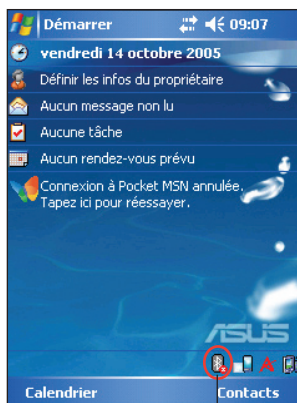 Démarrer 09:07
vendredi 14 octobre 2005
Définir les infos du propriétaire
Aucun message non lu
Aucune tâche
Aucun rendez-vous prévu
Connexion à Pocket MSN annulée.
Tapez ici pour réessayer.
ASUS
Calendrier Contacts